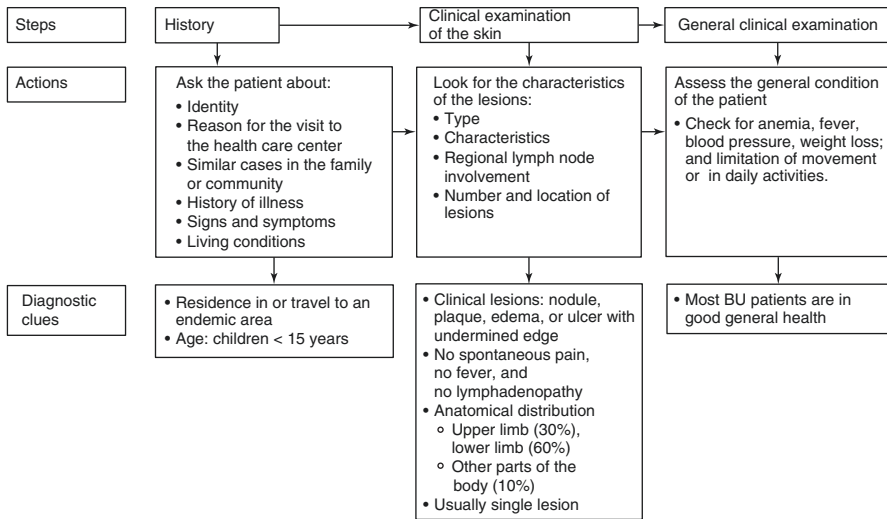 Steps
History
Clinical examination
of the skin
General clinical examination
Actions
Ask the patient about:
• Identity
• Reason for the visit to
the health care center
• Similar cases in the family
or community
• History of illness
• Signs and symptoms
• Living conditions
Look for the characteristics
of the lesions:
• Type
• Characteristics
• Regional lymph node
involvement
• Number and location of
lesions
Assess the general condition
of the patient
• Check for anemia, fever,
blood pressure, weight loss;
and limitation of movement
or in daily activities.
Diagnostic
clues
• Residence in or travel to an
endemic area
• Age: children < 15 years
• Clinical lesions: nodule,
plaque, edema, or ulcer with
undermined edge
• No spontaneous pain,
no fever, and
no lymphadenopathy
• Anatomical distribution
° Upper limb (30%),
lower limb (60%)
° Other parts of the
body (10%)
• Usually single lesion
• Most BU patients are in
good general health